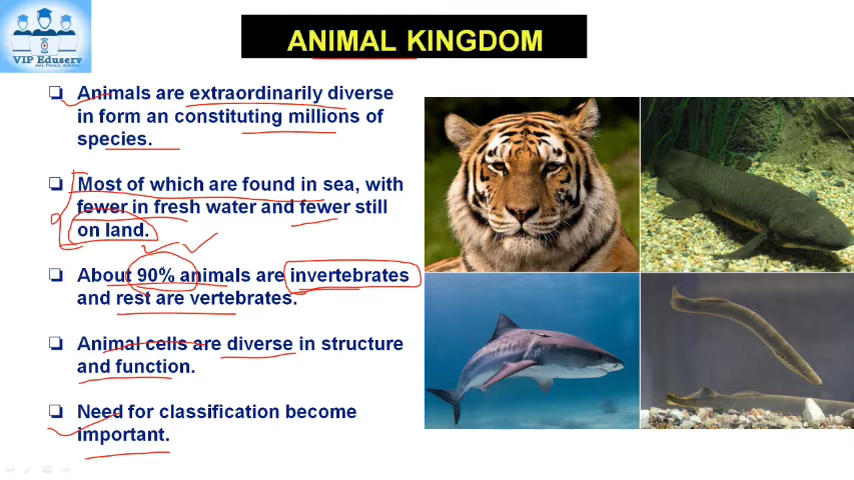 VIP Eduserv
ANIMAL KINGDOM
❑ Animals are extraordinarily diverse
in form an constituting millions of
species.
❑ Most of which are found in sea, with
fewer in fresh water and fewer still
on land.
❑ About 90% animals are invertebrates
and rest are vertebrates.
❑ Animal cells are diverse in structure
and function.
❑ Need for classification become
important.